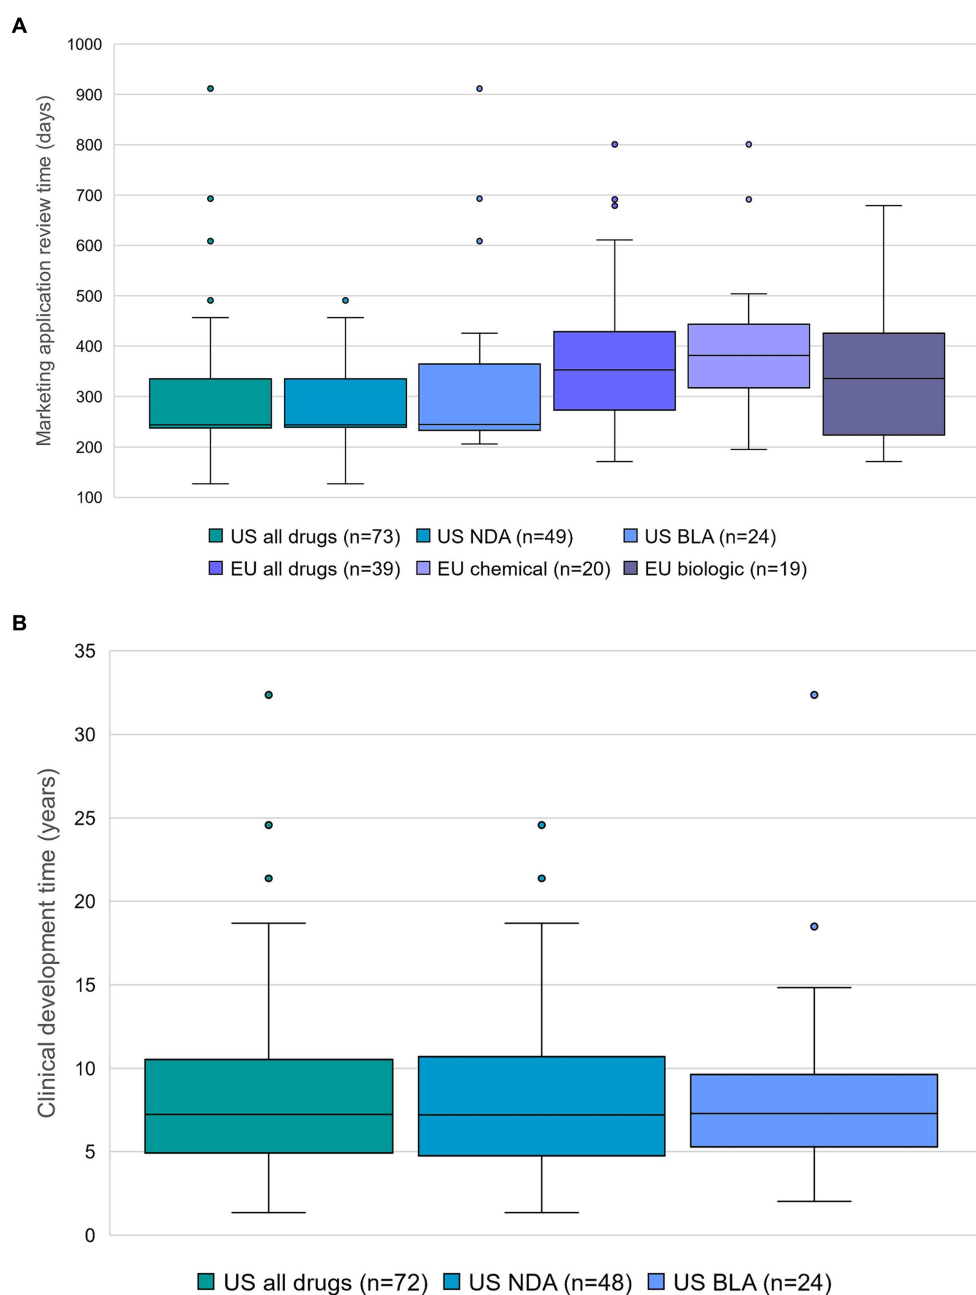 A
Marketing application review time (days)
1000
900
800
700
600
500
400
300
200
100
US all drugs (n=73) US NDA (n=49) US BLA (n=24)
EU all drugs (n=39) EU chemical (n=20) EU biologic (n=19)
B
Clinical development time (years)
35
30
25
20
15
10
5
0
US all drugs (n=72) US NDA (n=48) US BLA (n=24)